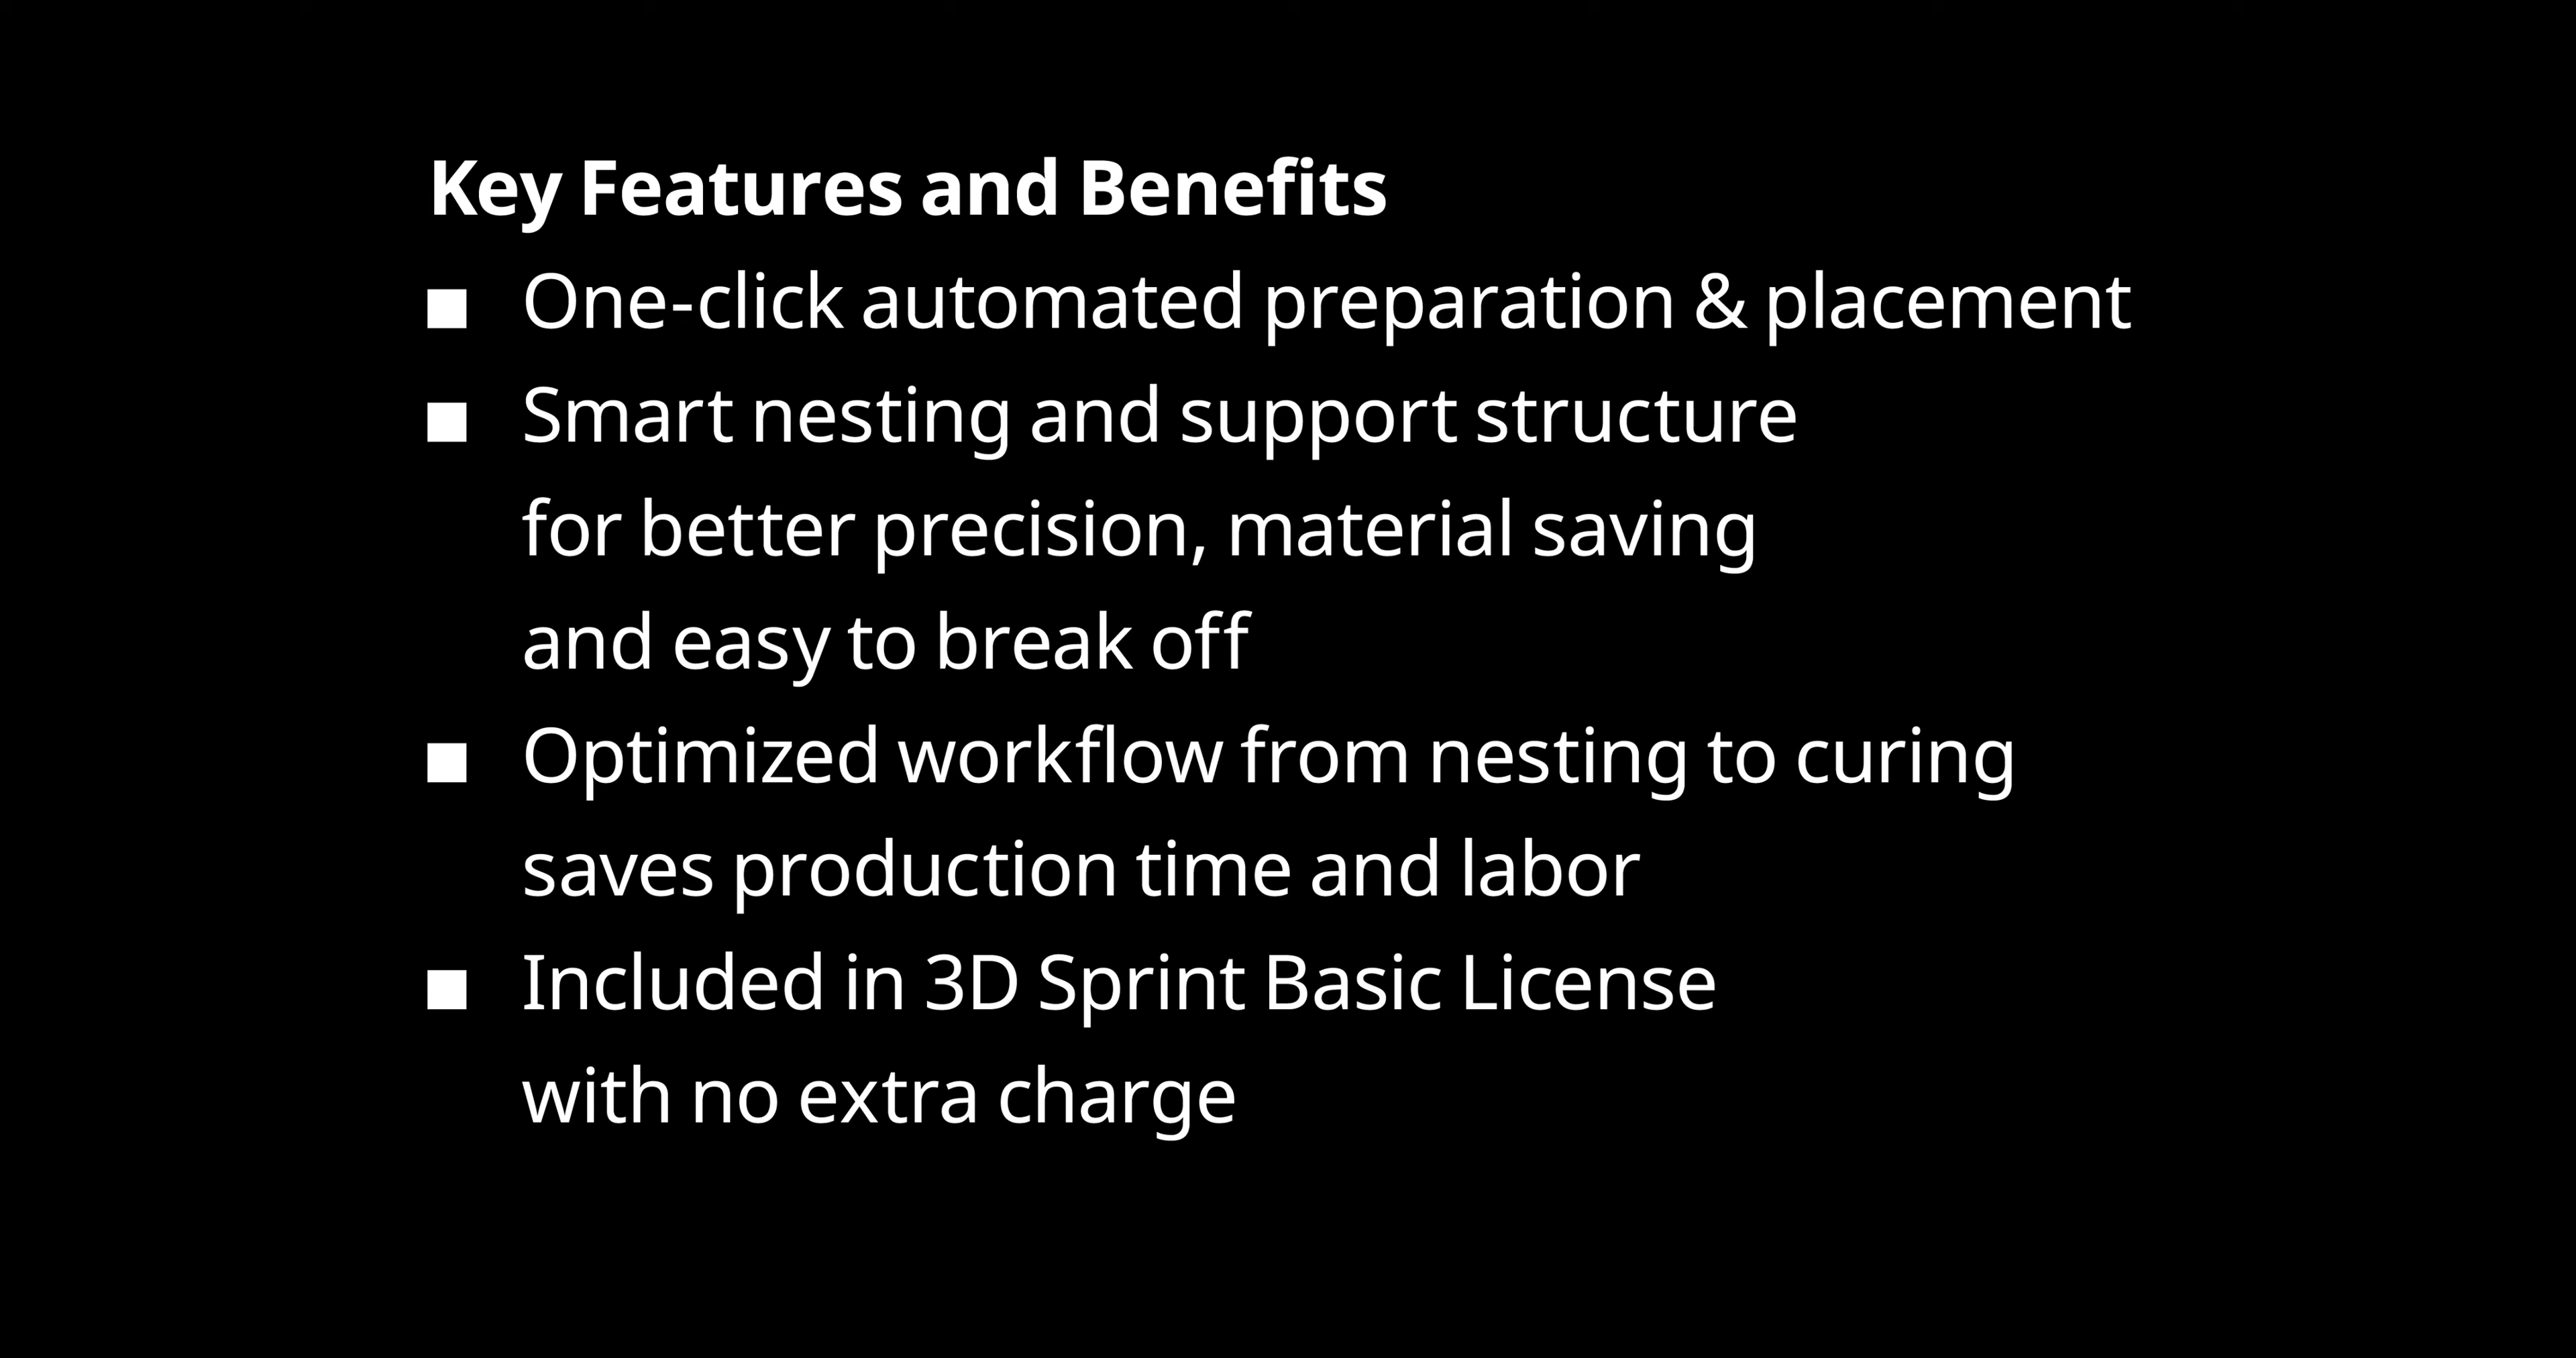 Key Features and Benefits
■ One-click automated preparation & placement
■ Smart nesting and support structure
for better precision, material saving
and easy to break off
■ Optimized workflow from nesting to curing
saves production time and labor
■ Included in 3D Sprint Basic License
with no extra charge